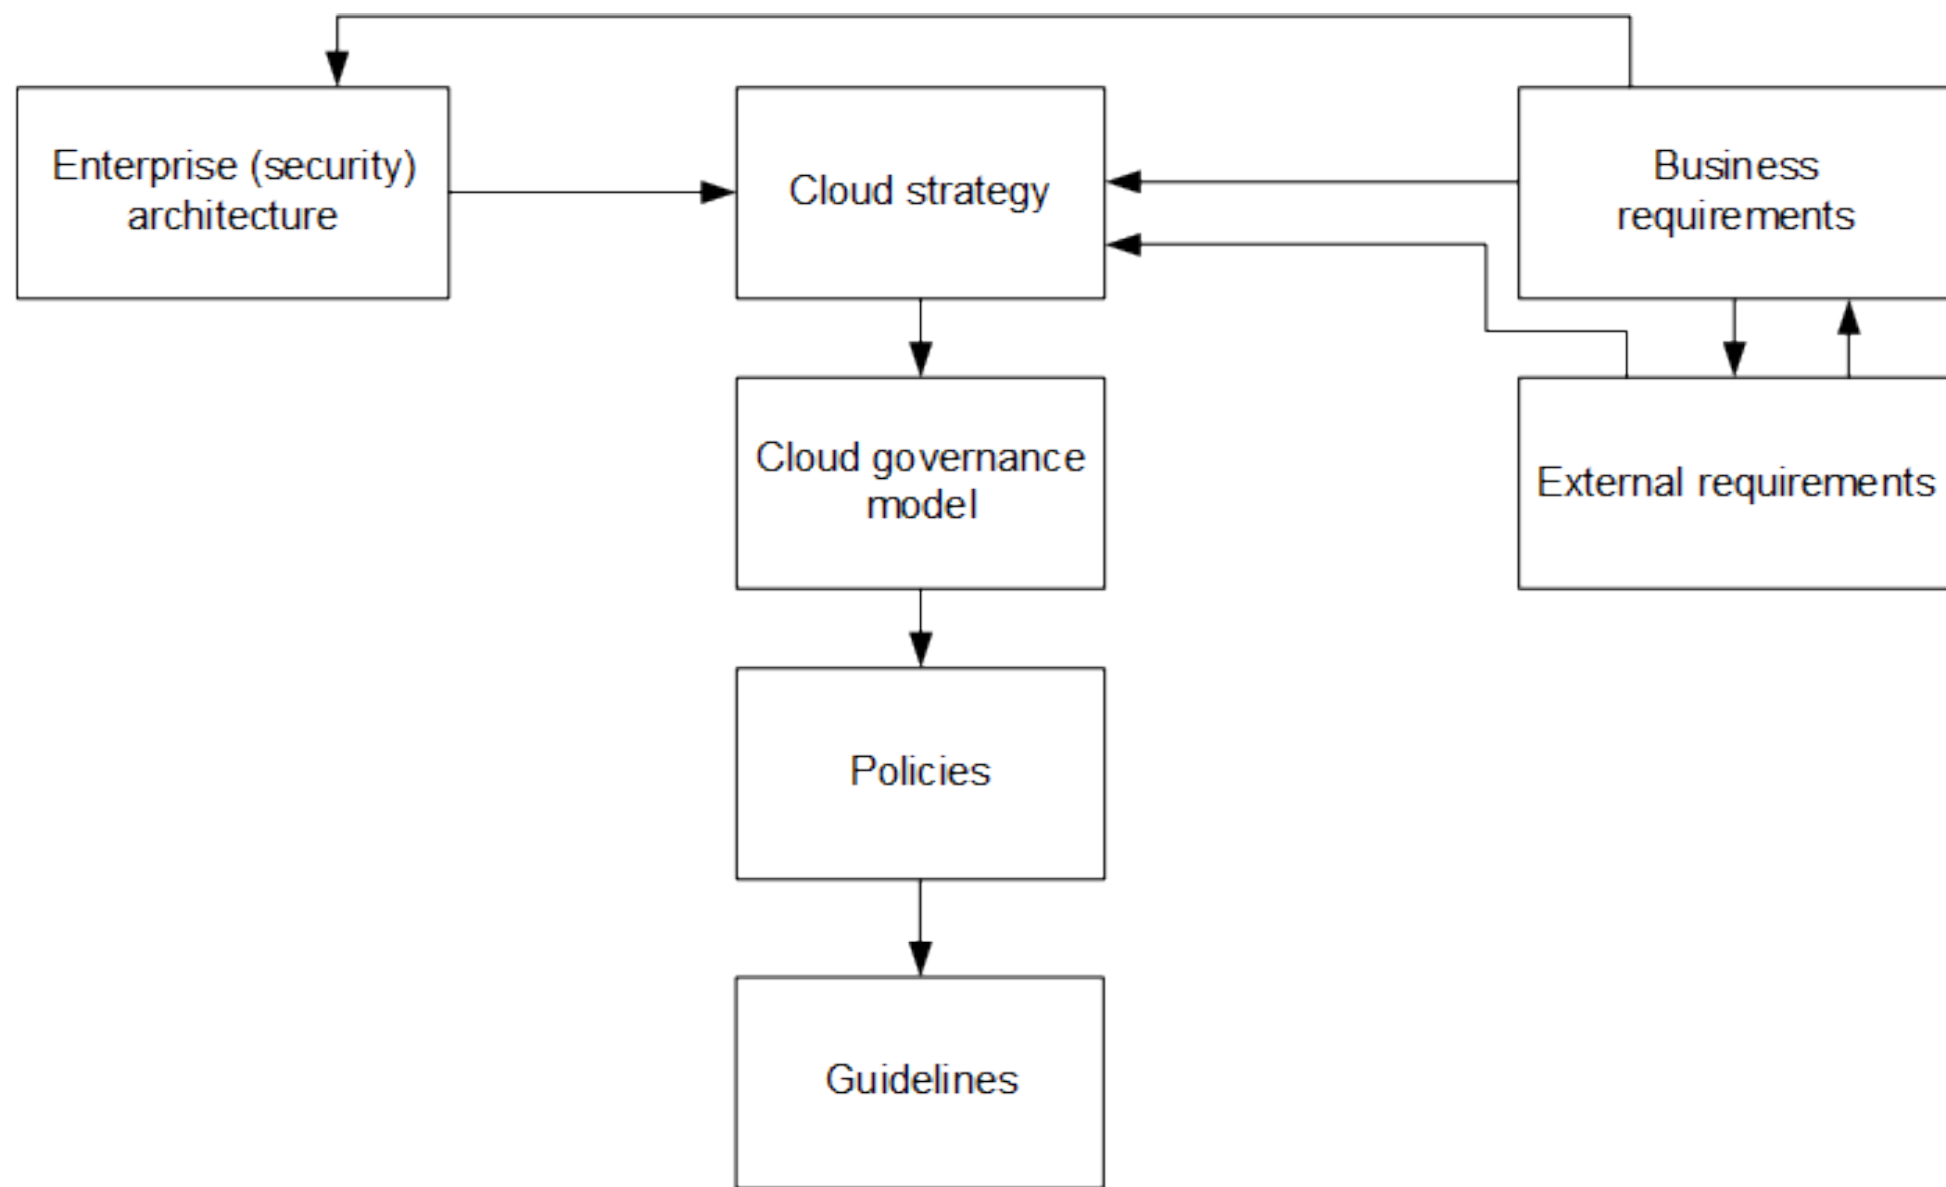 Enterprise (security)
architecture
Cloud strategy
Business
requirements
Cloud governance
model
External requirements
Policies
Guidelines